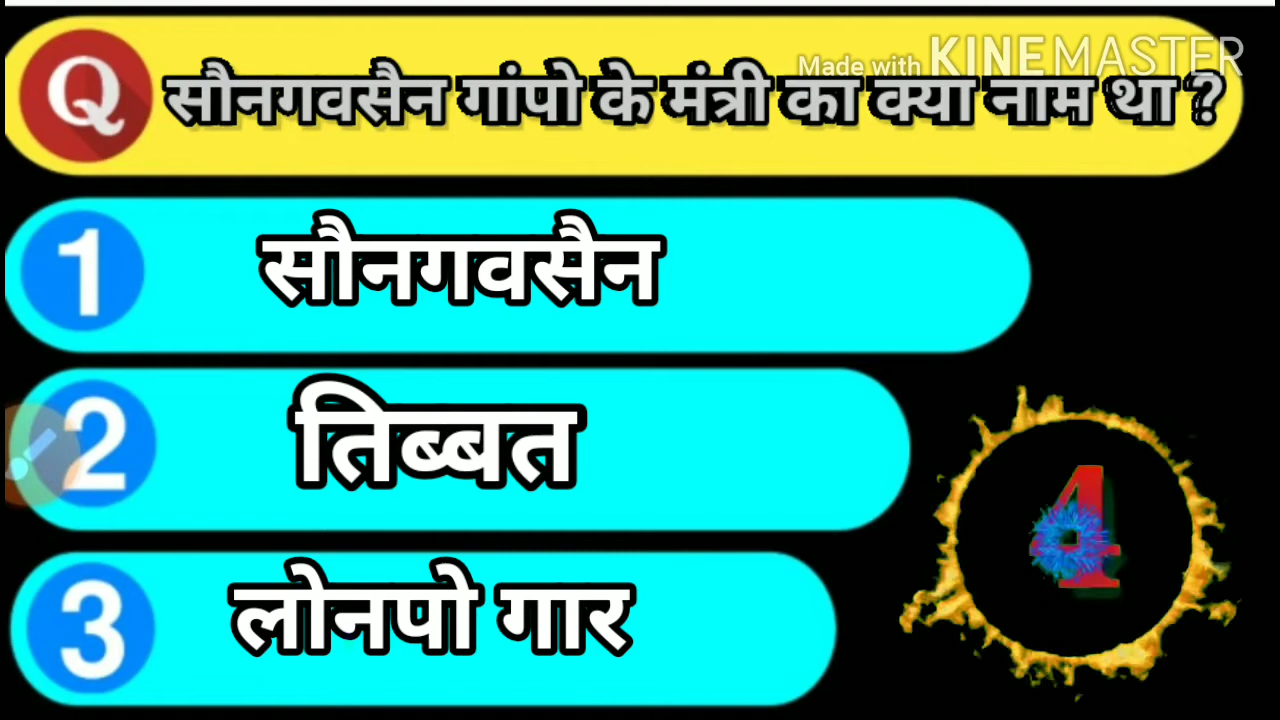 Made with KINEMASTER
Q सौनगवसैन गांपो के मंत्री का क्या नाम था ?
1 सौनगवसैन
2 तिब्बत
3 लोनपो गार
4